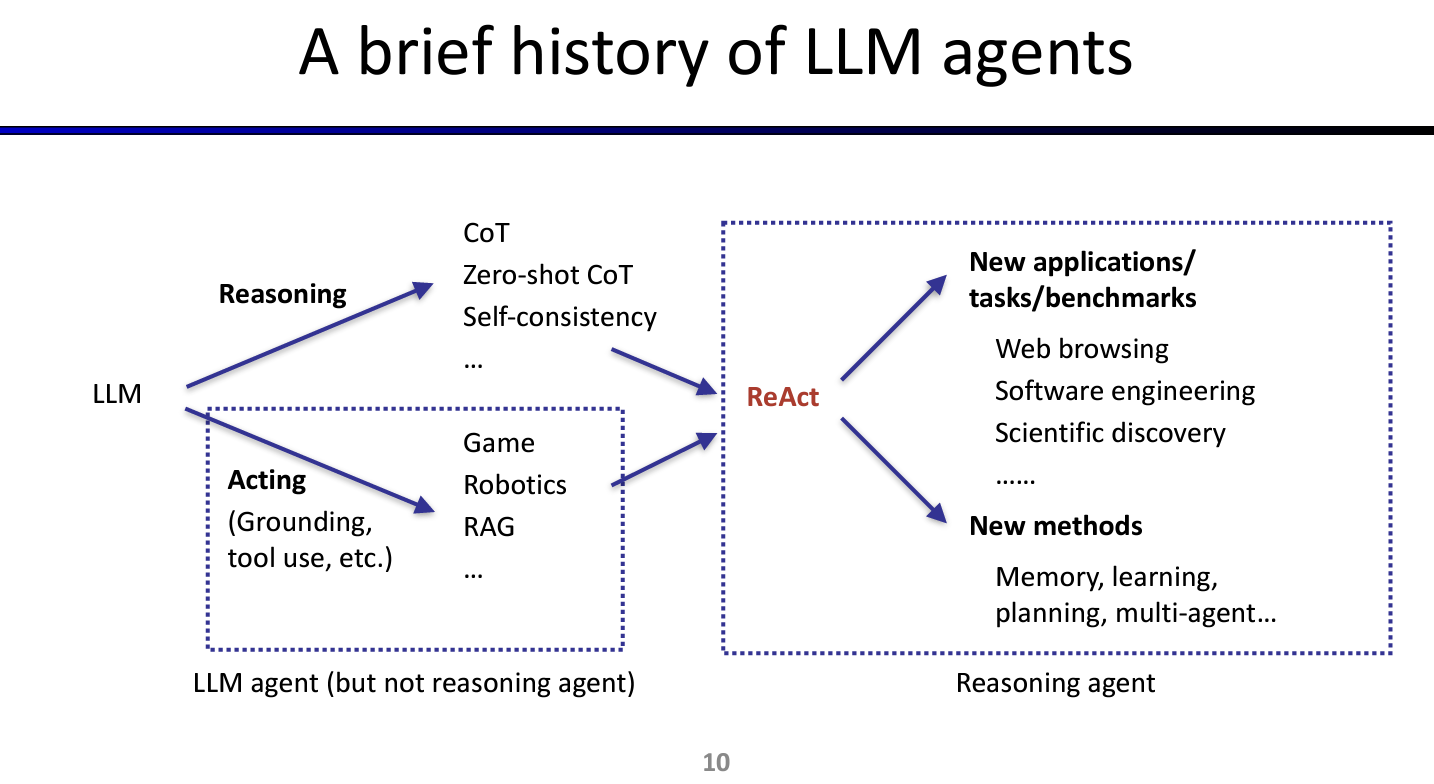 A brief history of LLM agents
LLM
Reasoning
CoT
Zero-shot CoT
Self-consistency
...
Acting
(Grounding,
tool use, etc.)
Game
Robotics
RAG
...
LLM agent (but not reasoning agent)
ReAct
New applications/
tasks/benchmarks
Web browsing
Software engineering
Scientific discovery
......
New methods
Memory, learning,
planning, multi-agent...
Reasoning agent
10